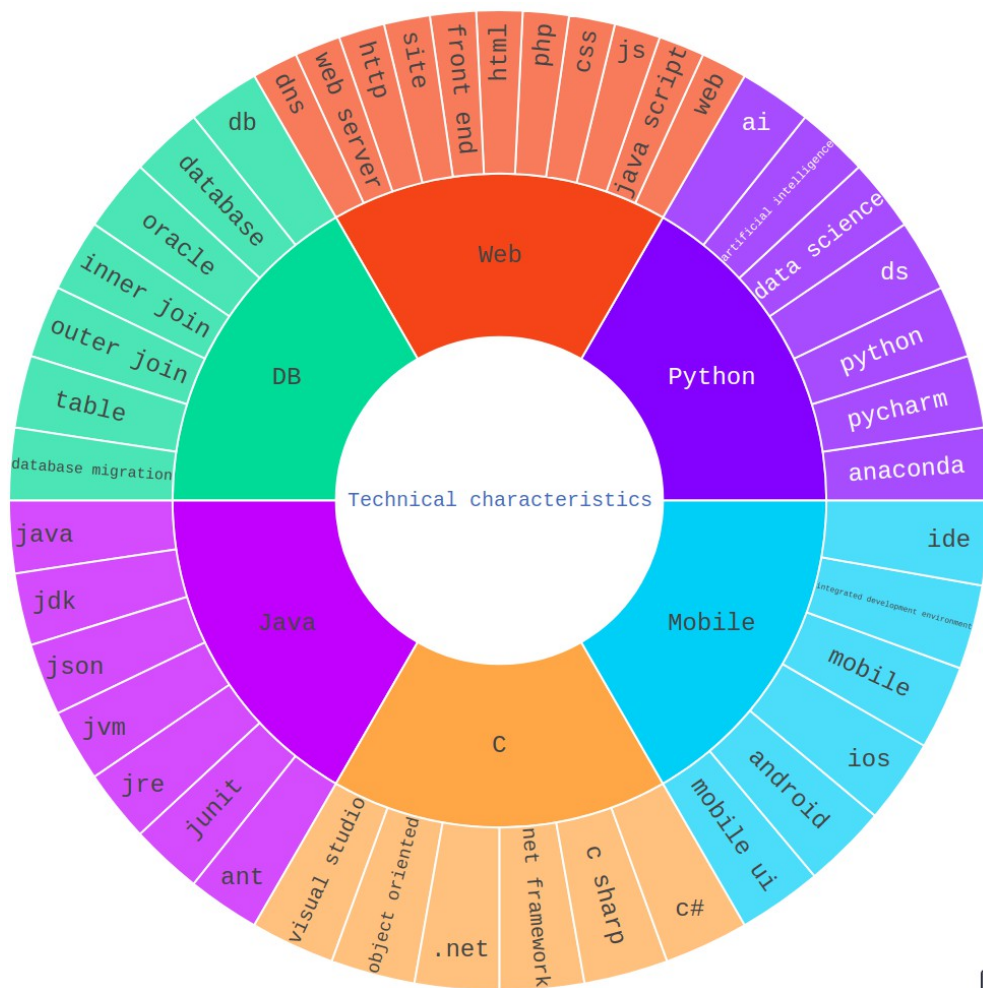 Technical characteristics
Web
dns
web server
http
site
front end
html
php
css
js
java script
web
Python
ai
artificial intelligence
data science
ds
python
pycharm
anaconda
Mobile
ide
integrated development environment
mobile
ios
android
mobile ui
C
c#
c sharp
net framework
.net
object oriented
visual studio
Java
ant
junit
jre
jvm
json
jdk
java
DB
database migration
table
outer join
inner join
oracle
database
db